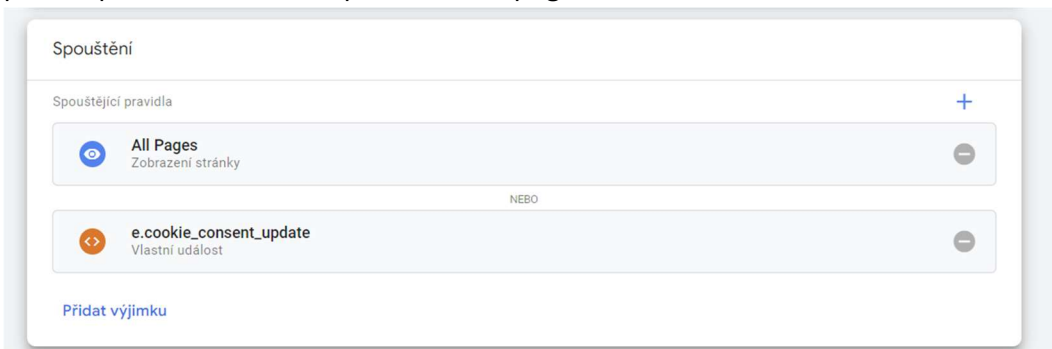 Spouštění
Spouštějící pravidla
All Pages
Zobrazení stránky
NEBO
e.cookie_consent_update
Vlastní událost
Přidat výjimku